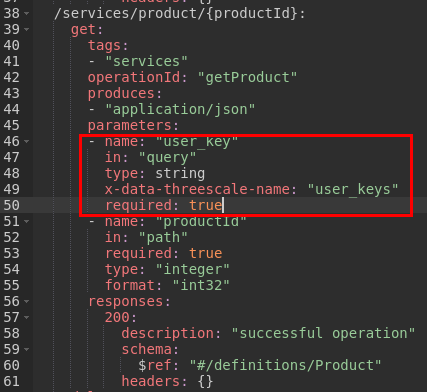 headers: {}
38 /services/product/{productId}:
39 get:
40 tags:
41 - "services"
42 operationId: "getProduct"
43 produces:
44 - "application/json"
45 parameters:
46 - name: "user_key"
47 in: "query"
48 type: string
49 x-data-threescale-name: "user_keys"
50 required: true
51 - name: "productId"
52 in: "path"
53 required: true
54 type: "integer"
55 format: "int32"
56 responses:
57 200:
58 description: "successful operation"
59 schema:
60 $ref: "#/definitions/Product"
61 headers: {}